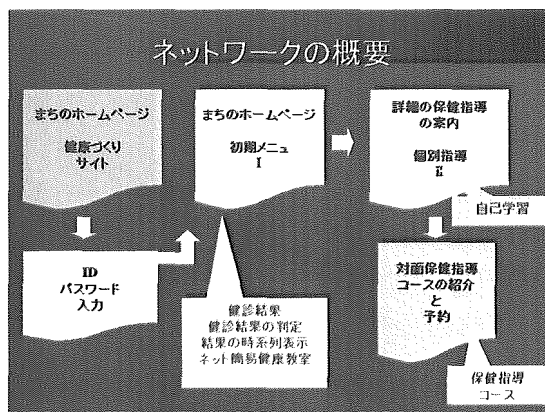 ネットワークの概要
まちのホームページ
健康づくり
サイト
ID
パスワード
入力
まちのホームページ
初期メニュー
I
健診結果
健診結果の判定
結果の時系列表示
ネット簡易健康教室
詳細の保健指導
の案内
個別指導
II
自己学習
対面保健指導
コースの紹介
と
予約
保健指導
コース